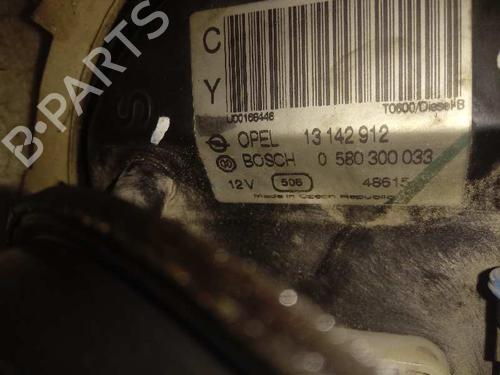 C
Y
U00166446
T0600/Diesel-B
OPEL 13 142 912
BOSCH 0 580 300 033
12V 506 48615
Made in Czech Republic
S
B-PARTS